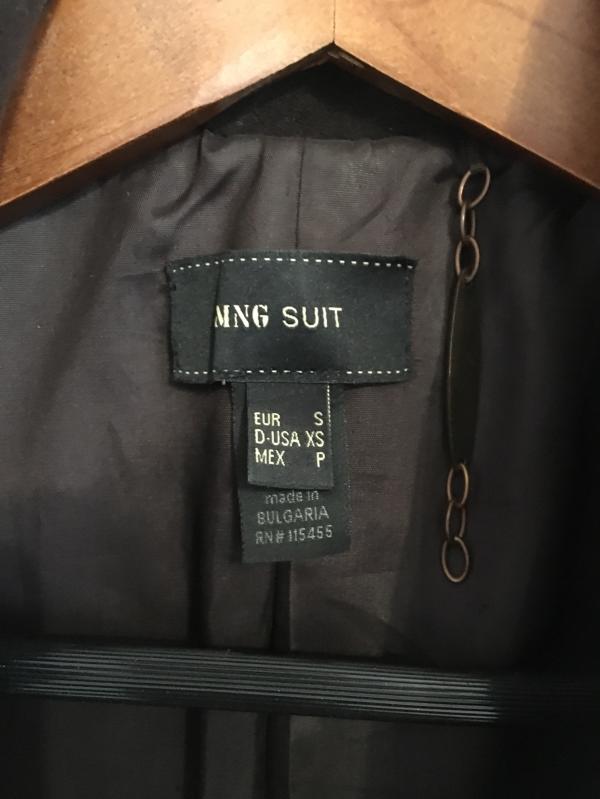 MNG SUIT
EUR S
D-USA XS
MEX P
made in
BULGARIA
RN# 115455